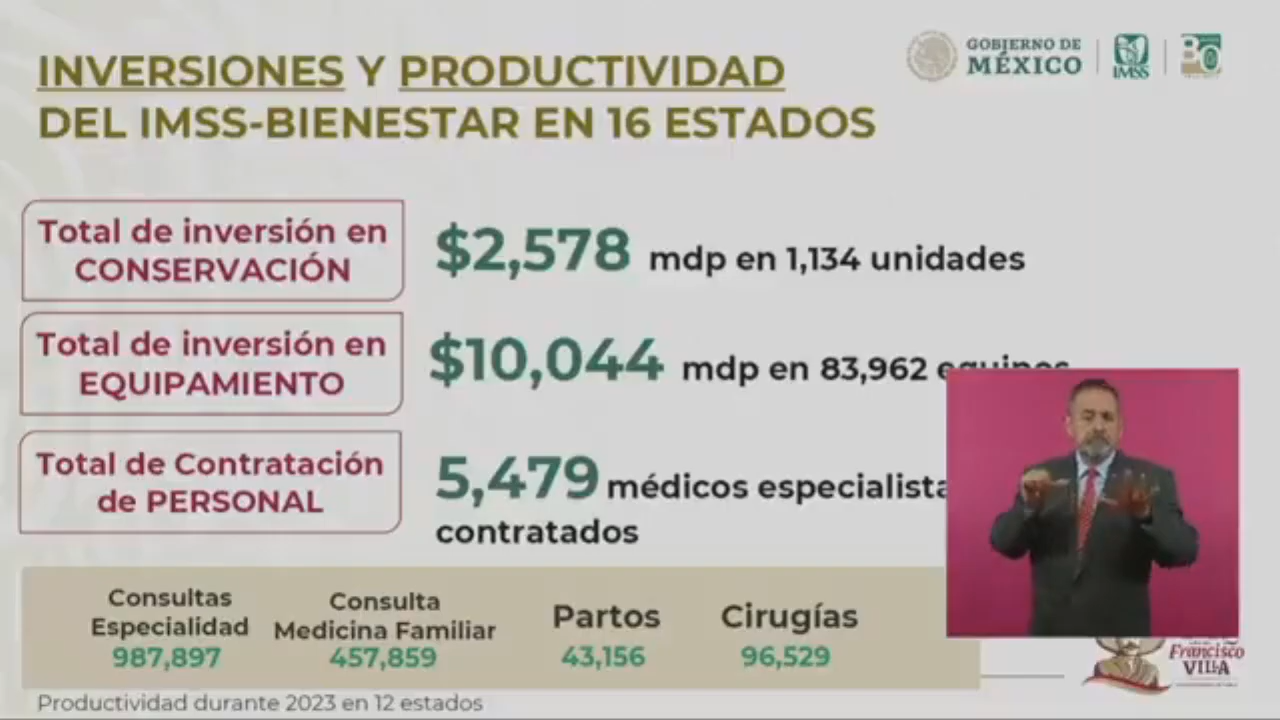 INVERSIONES Y PRODUCTIVIDAD
DEL IMSS-BIENESTAR EN 16 ESTADOS
GOBIERNO DE
MÉXICO
IMSS
80
Total de inversión en
CONSERVACIÓN
$2,578 mdp en 1,134 unidades
Total de inversión en
EQUIPAMIENTO
$10,044 mdp en 83,962 equipos
Total de Contratación
de PERSONAL
5,479 médicos especialista
contratados
Consultas
Especialidad
987,897
Consulta
Medicina Familiar
457,859
Partos
43,156
Cirugías
96,529
Francisco
VILLA
Productividad durante 2023 en 12 estados